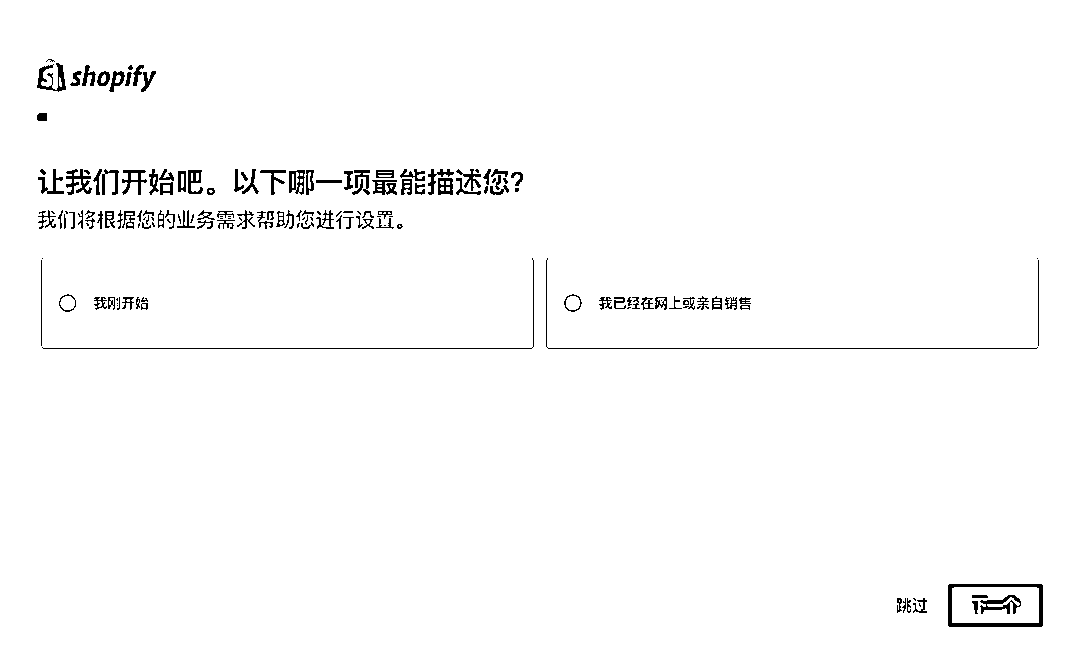 shopify
让我们开始吧。以下哪一项最能描述您?
我们将根据您的业务需求帮助您进行设置。
我刚开始
我已经在网上或亲自销售
跳过
下一个